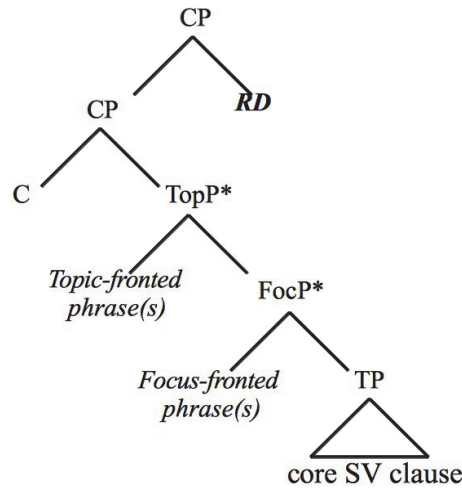 CP
CP
RD
C
TopP*
Topic-fronted
phrase(s)
FocP*
Focus-fronted
phrase(s)
TP
core SV clause